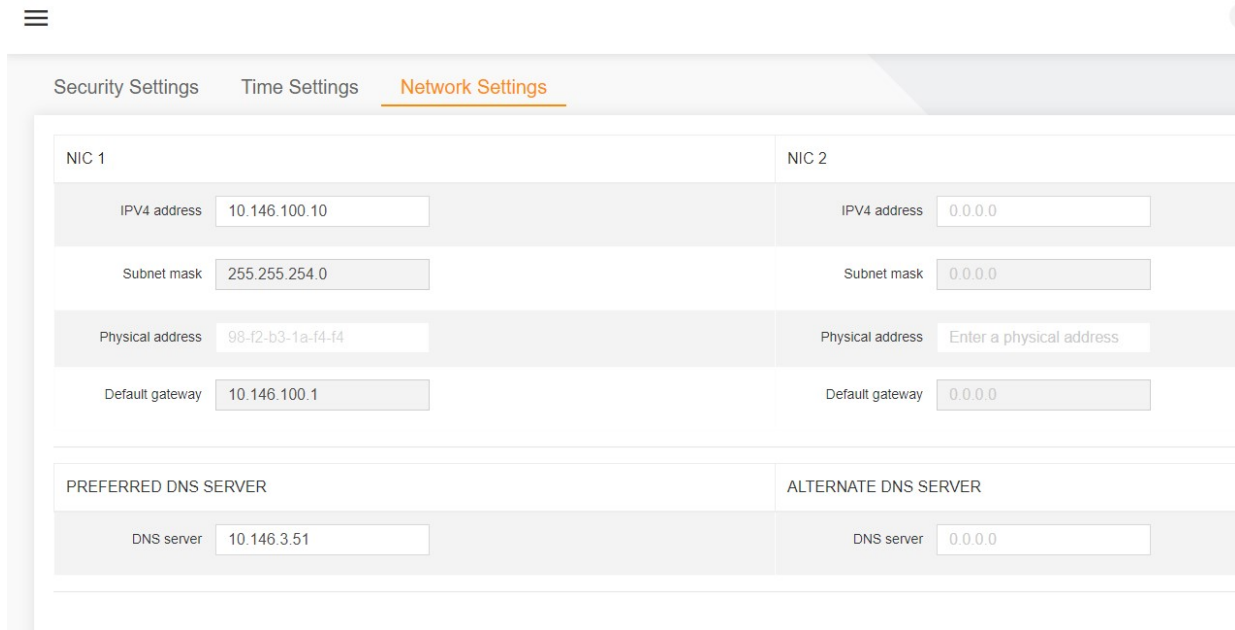 Security Settings Time Settings Network Settings
NIC 1 NIC 2
IPV4 address 10.146.100.10 IPV4 address 0.0.0.0
Subnet mask 255.255.254.0 Subnet mask 0.0.0.0
Physical address 98-f2-b3-1a-f4-f4 Physical address Enter a physical address
Default gateway 10.146.100.1 Default gateway 0.0.0.0
PREFERRED DNS SERVER ALTERNATE DNS SERVER
DNS server 10.146.3.51 DNS server 0.0.0.0